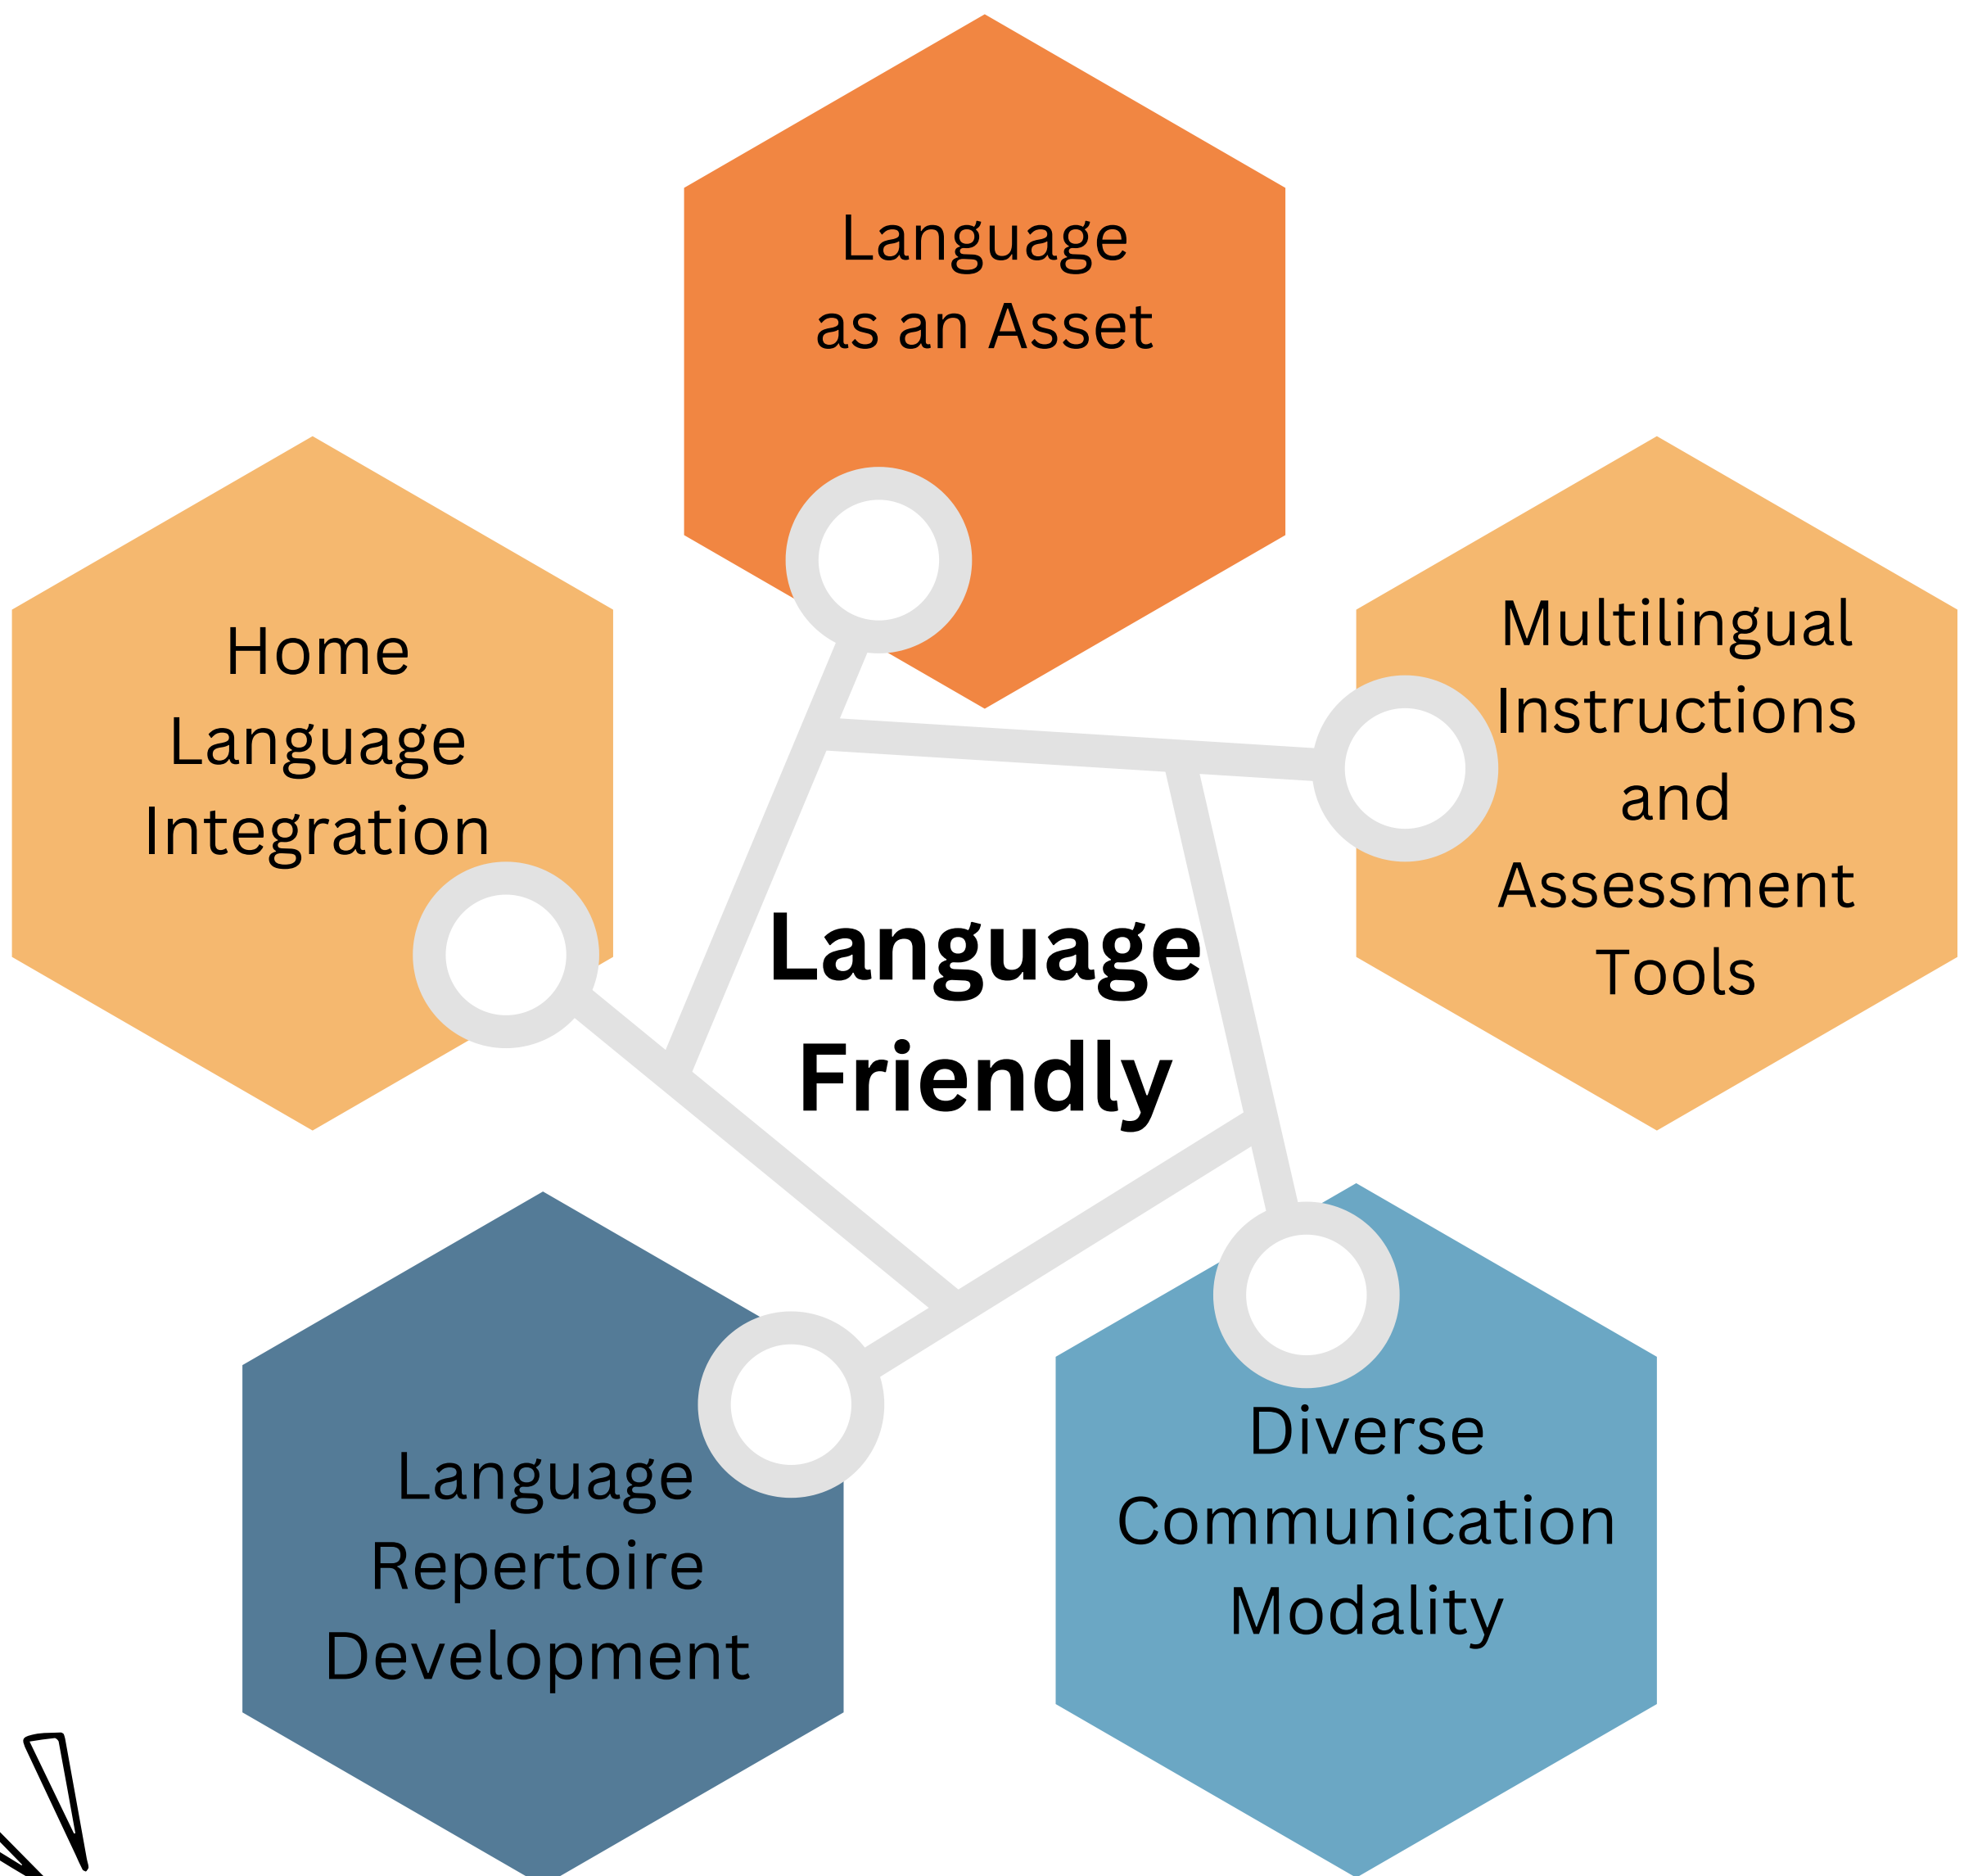 Language
as an Asset
Home
Language
Integration
Multilingual
Instructions
and
Assessment
Tools
Language
Friendly
Language
Repertoire
Development
Diverse
Communication
Modality